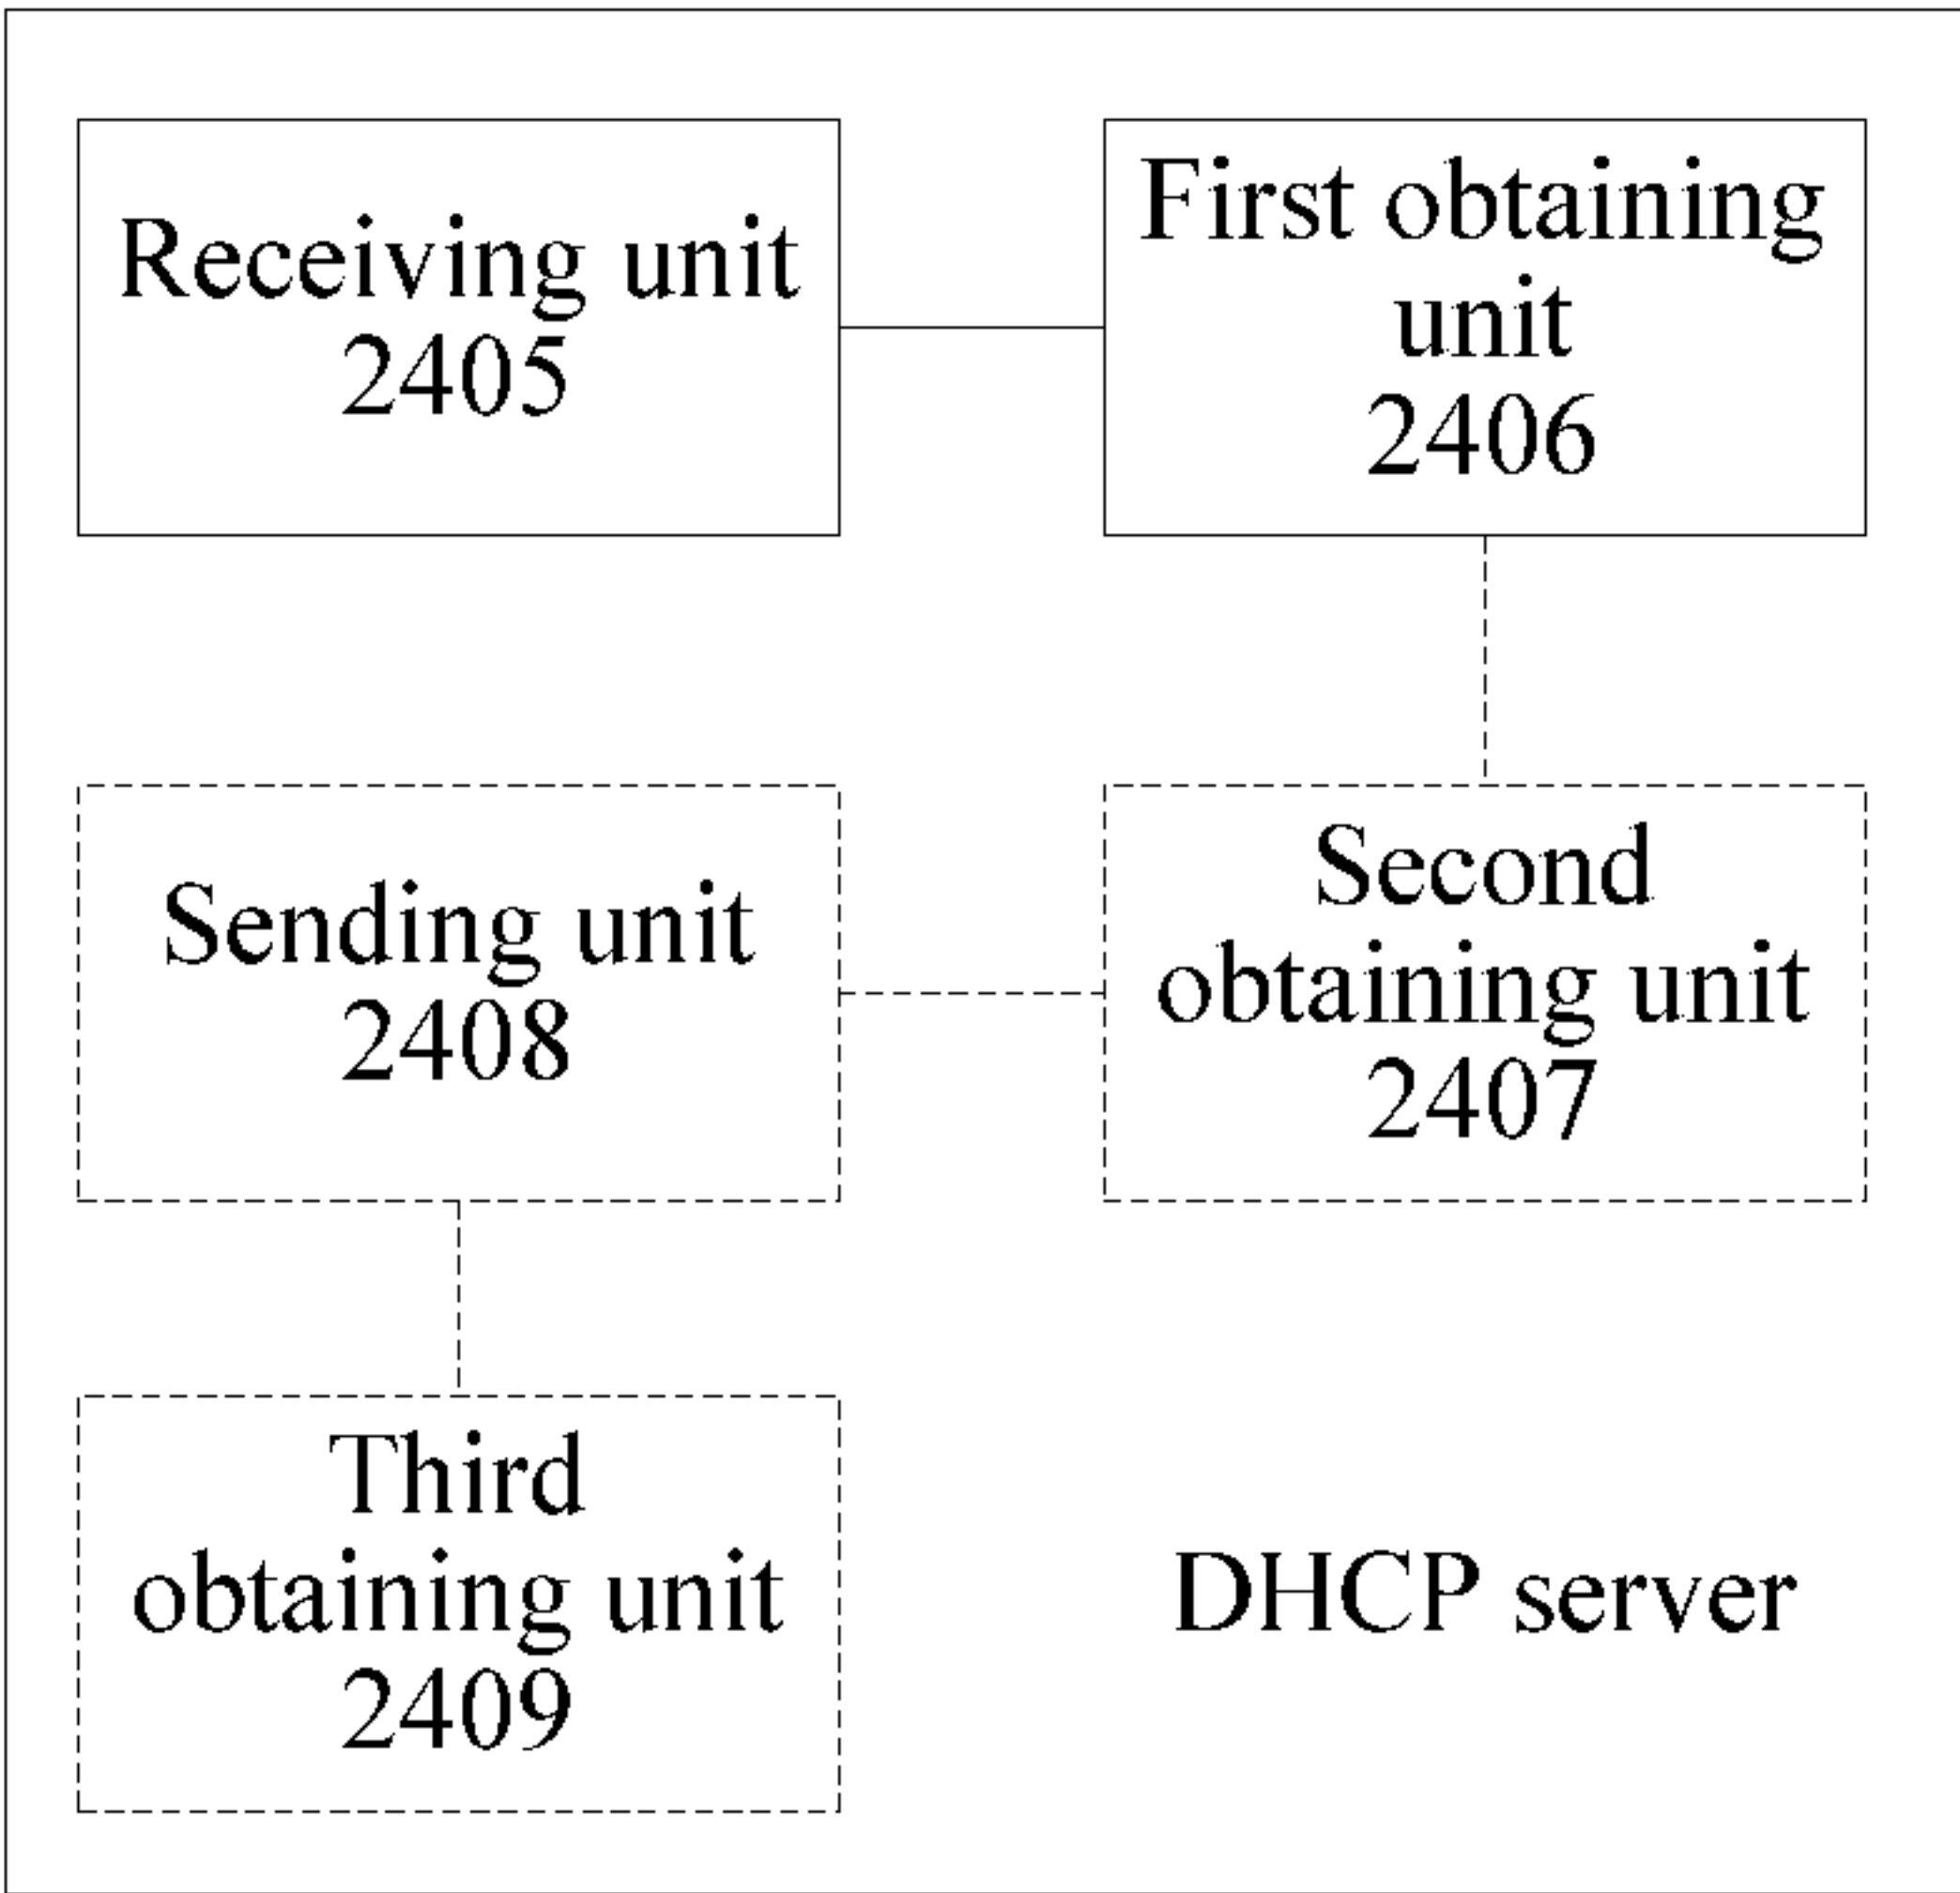 Receiving unit
2405
First obtaining
unit
2406
Sending unit
2408
Second
obtaining unit
2407
Third
obtaining unit
2409
DHCP server